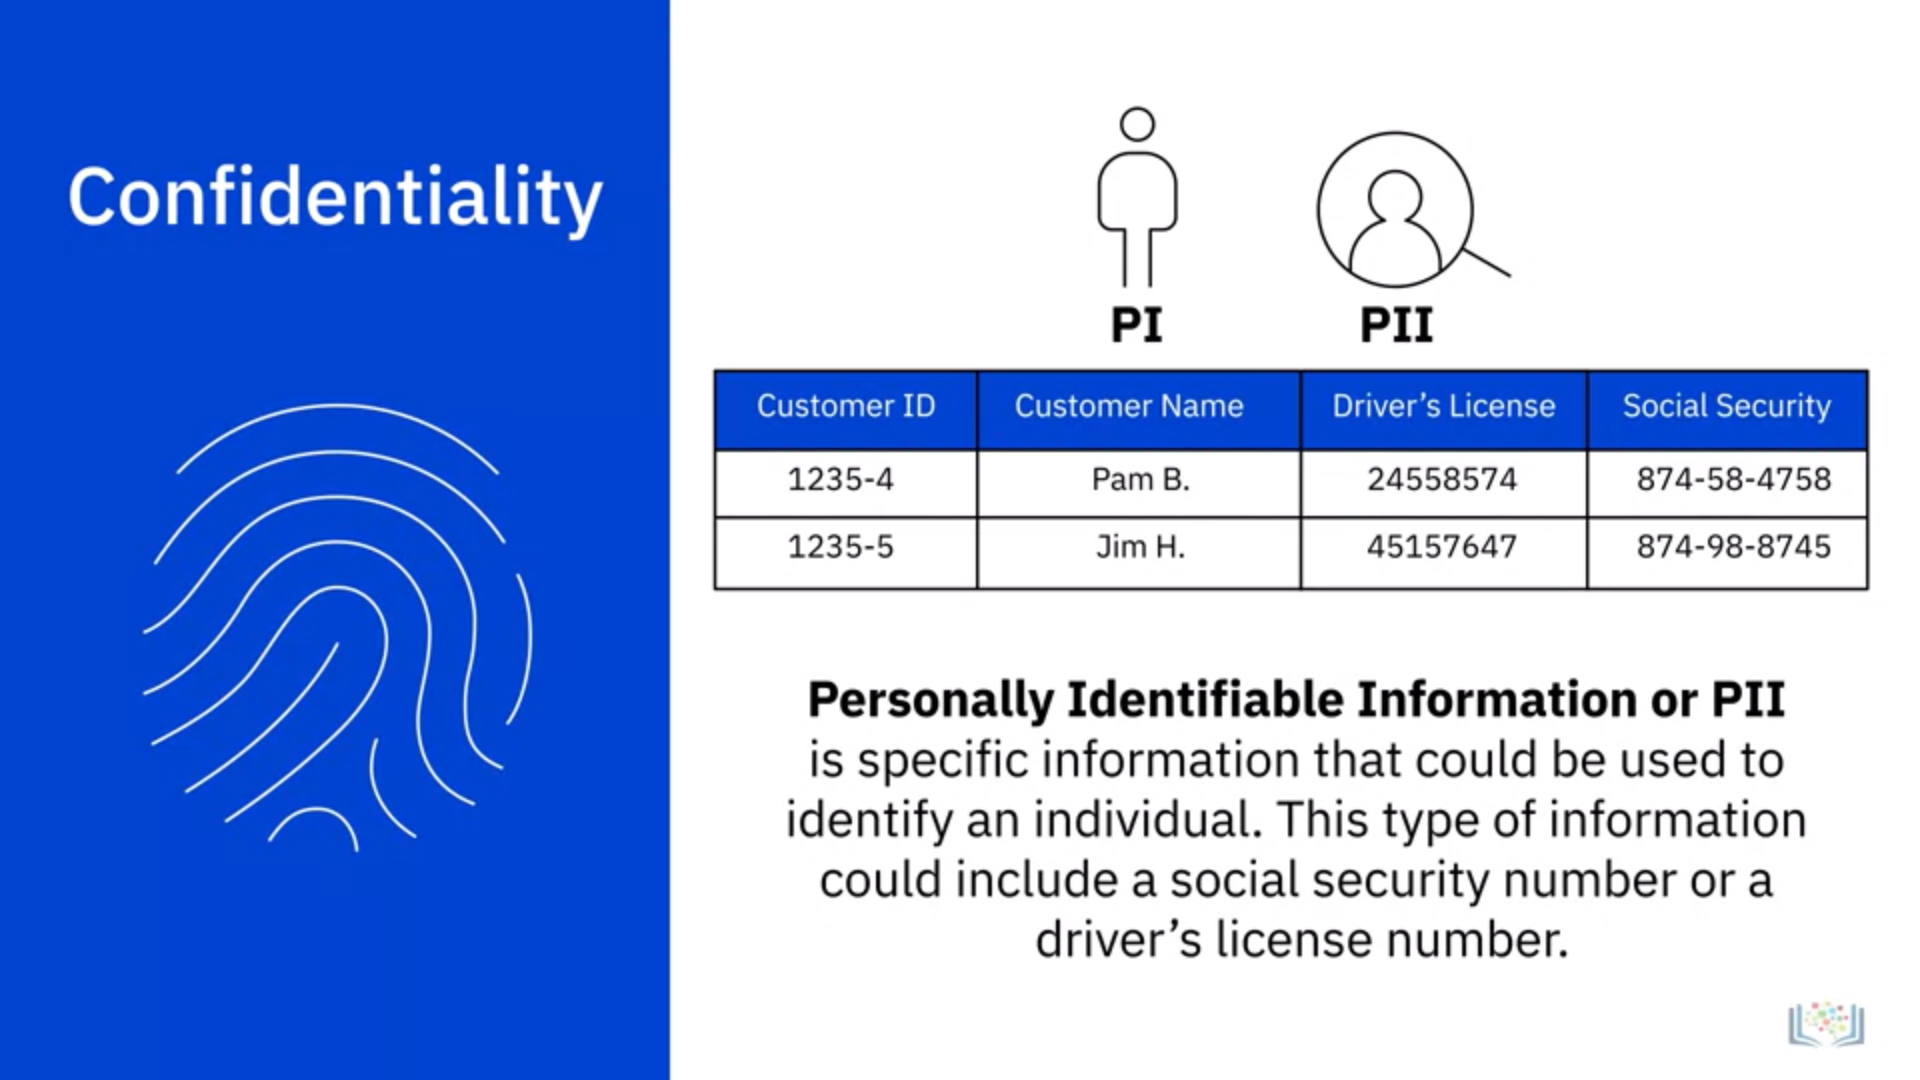 Confidentiality
PI PII
Customer ID Customer Name Driver’s License Social Security
1235-4 Pam B. 24558574 874-58-4758
1235-5 Jim H. 45157647 874-98-8745
Personally Identifiable Information or PII
is specific information that could be used to
identify an individual. This type of information
could include a social security number or a
driver’s license number.